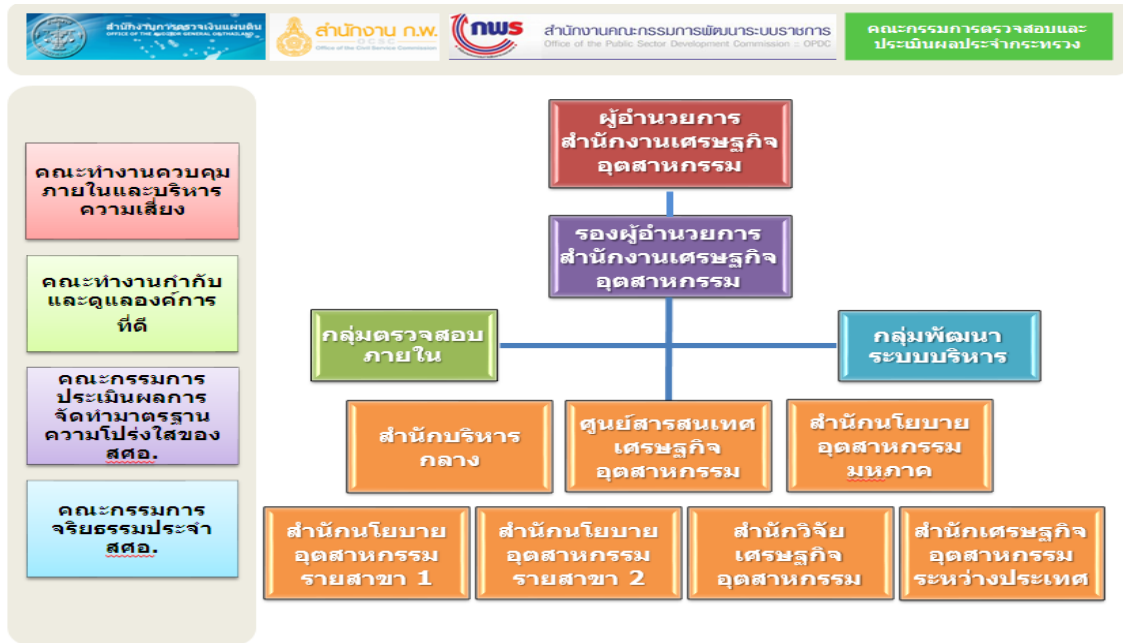 สำนักงานการตรวจเงินแผ่นดิน
OFFICE OF THE AUDITOR GENERAL OF THAILAND
สำนักงาน ก.พ.
OCSC
Office of the Civil Service Commission
กพร
สำนักงานคณะกรรมการพัฒนาระบบราชการ
Office of the Public Sector Development Commission :: OPDC
คณะกรรมการตรวจสอบและ
ประเมินผลประจำกระทรวง
คณะทำงานควบคุม
ภายในและบริหาร
ความเสี่ยง
คณะทำงานกำกับ
และดูแลองค์การ
ที่ดี
คณะกรรมการ
ประเมินผลการ
จัดทำมาตรฐาน
ความโปร่งใสของ
สศอ.
คณะกรรมการ
จริยธรรมประจำ
สศอ.
ผู้อำนวยการ
สำนักงานเศรษฐกิจ
อุตสาหกรรม
รองผู้อำนวยการ
สำนักงานเศรษฐกิจ
อุตสาหกรรม
กลุ่มตรวจสอบ
ภายใน
กลุ่มพัฒนา
ระบบบริหาร
สำนักบริหาร
กลาง
ศูนย์สารสนเทศ
เศรษฐกิจ
อุตสาหกรรม
สำนักนโยบาย
อุตสาหกรรม
มหภาค
สำนักนโยบาย
อุตสาหกรรม
รายสาขา 1
สำนักนโยบาย
อุตสาหกรรม
รายสาขา 2
สำนักวิจัย
เศรษฐกิจ
อุตสาหกรรม
สำนักเศรษฐกิจ
อุตสาหกรรม
ระหว่างประเทศ